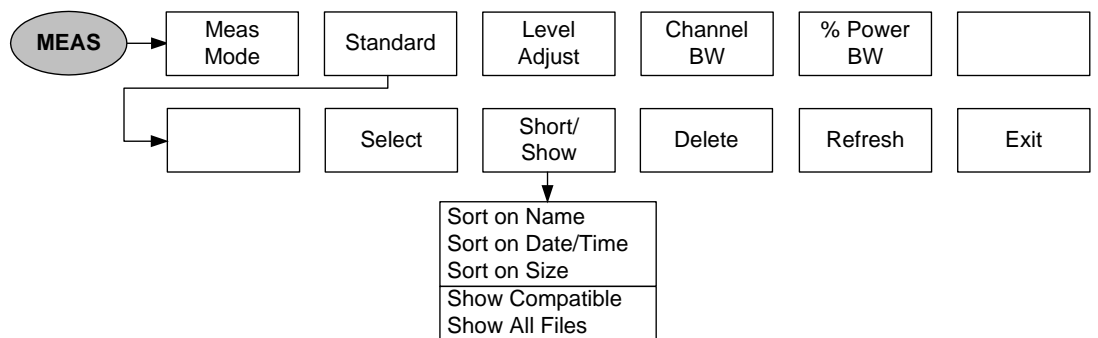 MEAS
Meas
Mode
Standard
Level
Adjust
Channel
BW
% Power
BW
Select
Short/
Show
Delete
Refresh
Exit
Sort on Name
Sort on Date/Time
Sort on Size
Show Compatible
Show All Files